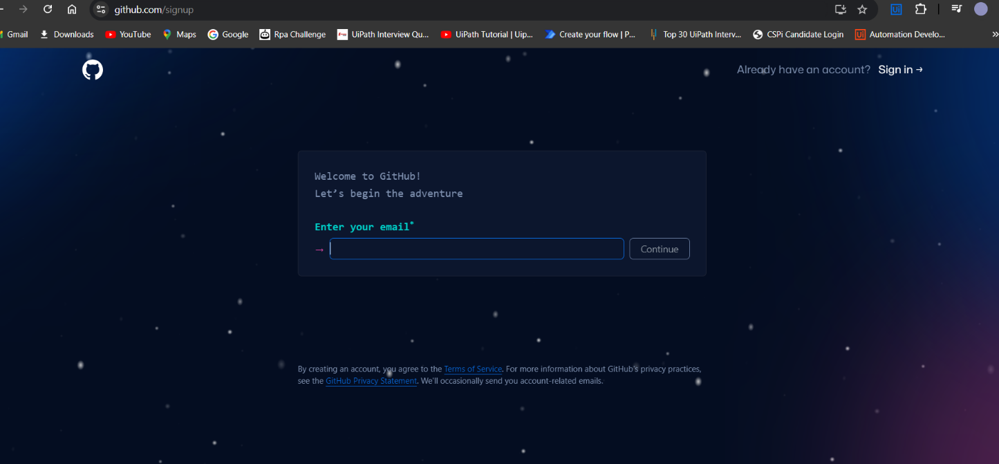 github.com/signup
Gmail
Downloads
YouTube
Maps
Google
Rpa Challenge
UiPath Interview Qu...
UiPath Tutorial | Uip...
Create your flow | P...
Top 30 UiPath Interv...
CSPi Candidate Login
Automation Develo...
Already have an account? Sign in →
Welcome to GitHub!
Let's begin the adventure
Enter your email*
→
Continue
By creating an account, you agree to the Terms of Service. For more information about GitHub's privacy practices,
see the GitHub Privacy Statement. We'll occasionally send you account-related emails.